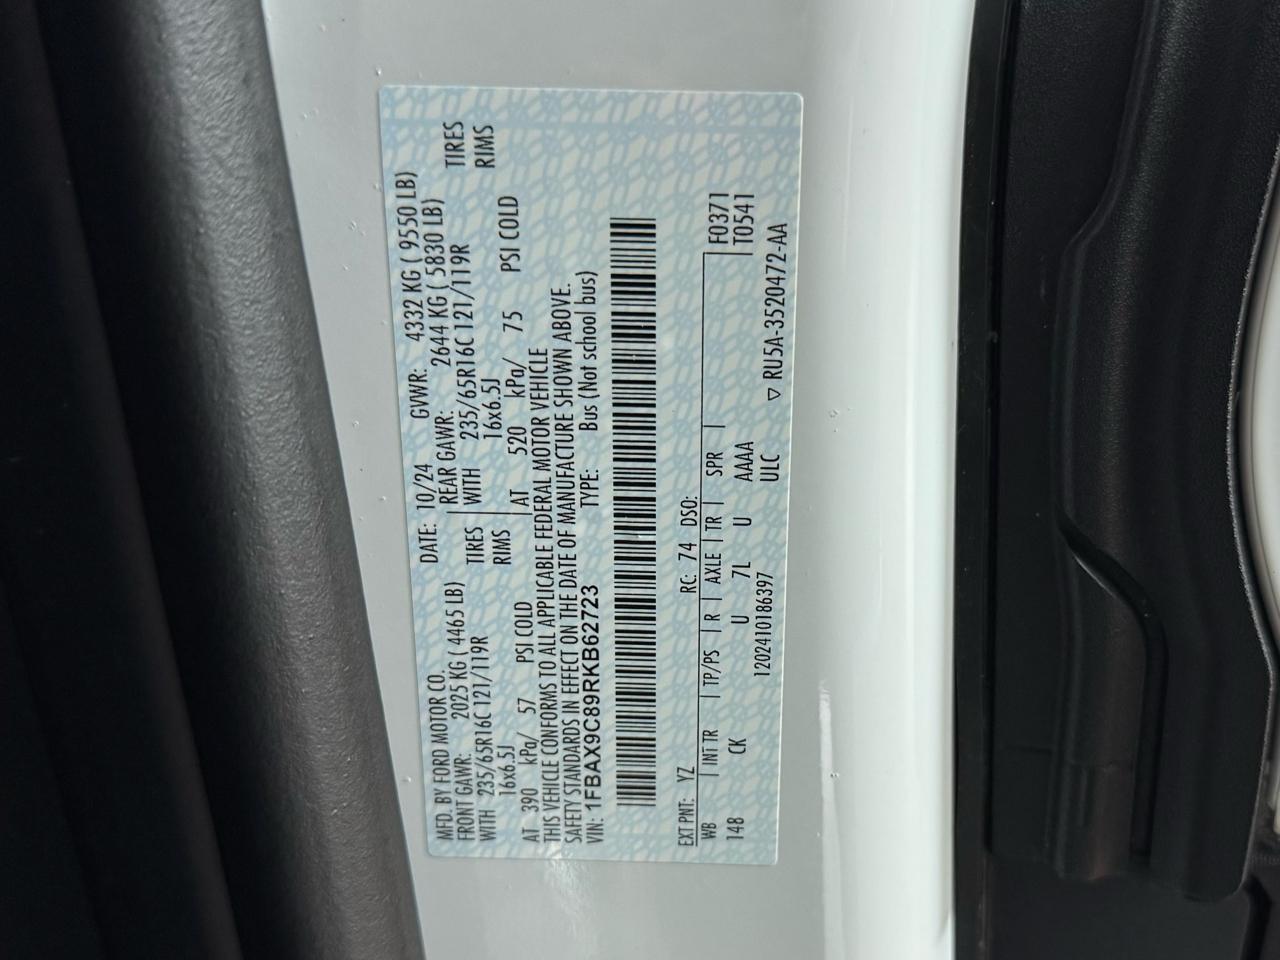 MFD. BY FORD MOTOR CO. DATE: 10/24 GVWR: 4332 KG ( 9550 LB)
FRONT GAWR: 2025 KG ( 4465 LB) REAR GAWR: 2644 KG ( 5830 LB)
WITH 235/65R16C 121/119R TIRES WITH 235/65R16C 121/119R TIRES
16x6.5J RIMS 16x6.5J RIMS
AT 390 kPa/ 57 PSI COLD AT 520 kPa/ 75 PSI COLD
THIS VEHICLE CONFORMS TO ALL APPLICABLE FEDERAL MOTOR VEHICLE
SAFETY STANDARDS IN EFFECT ON THE DATE OF MANUFACTURE SHOWN ABOVE.
VIN: 1FBAX9C89RKB62723 TYPE: Bus (Not school bus)
EXT PNT: YZ RC: 74 DSO:
WB INT TR TP/PS R AXLE TR SPR F0371
148 CK U 7L U AAAA T0541
1202410186397 ULC
▽ RU5A-3520472-AA